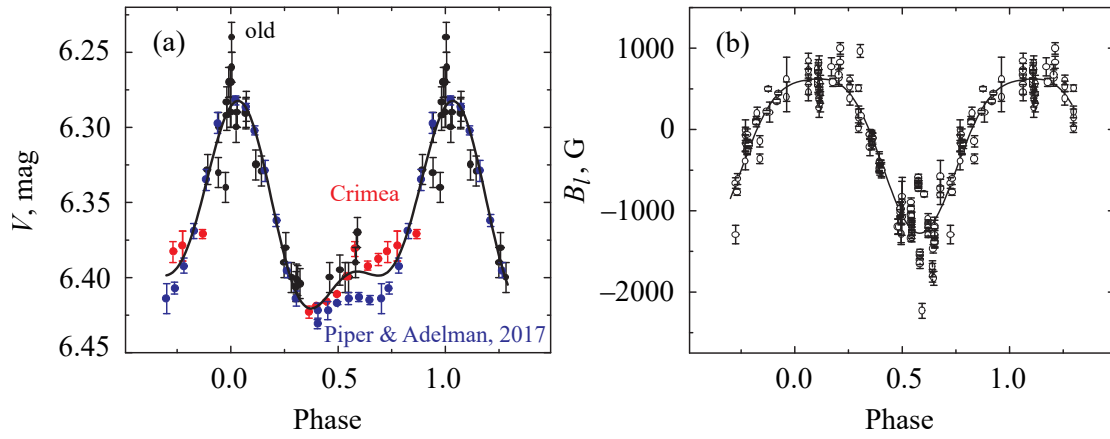 (a)
old
Crimea
Piper & Adelman, 2017
6.25
6.30
6.35
6.40
6.45
V, mag
0.0 0.5 1.0
Phase
(b)
1000
0
−1000
−2000
B_l, G
0.0 0.5 1.0
Phase